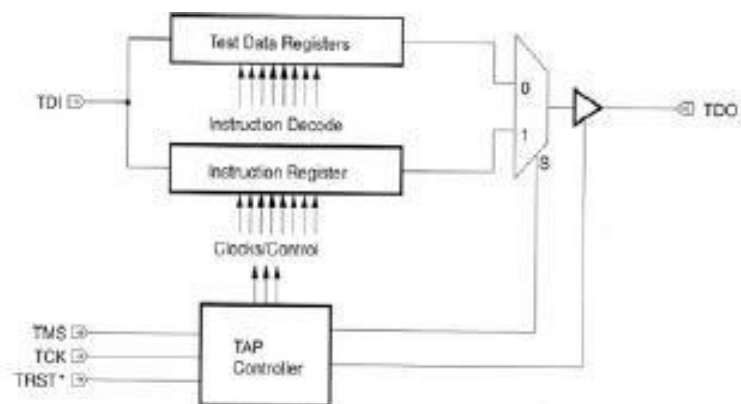 Test Data Registers
TDI
0
TDO
Instruction Decode
1
Instruction Register
S
Clocks/Control
TMS
TCK
TRST*
TAP
Controller